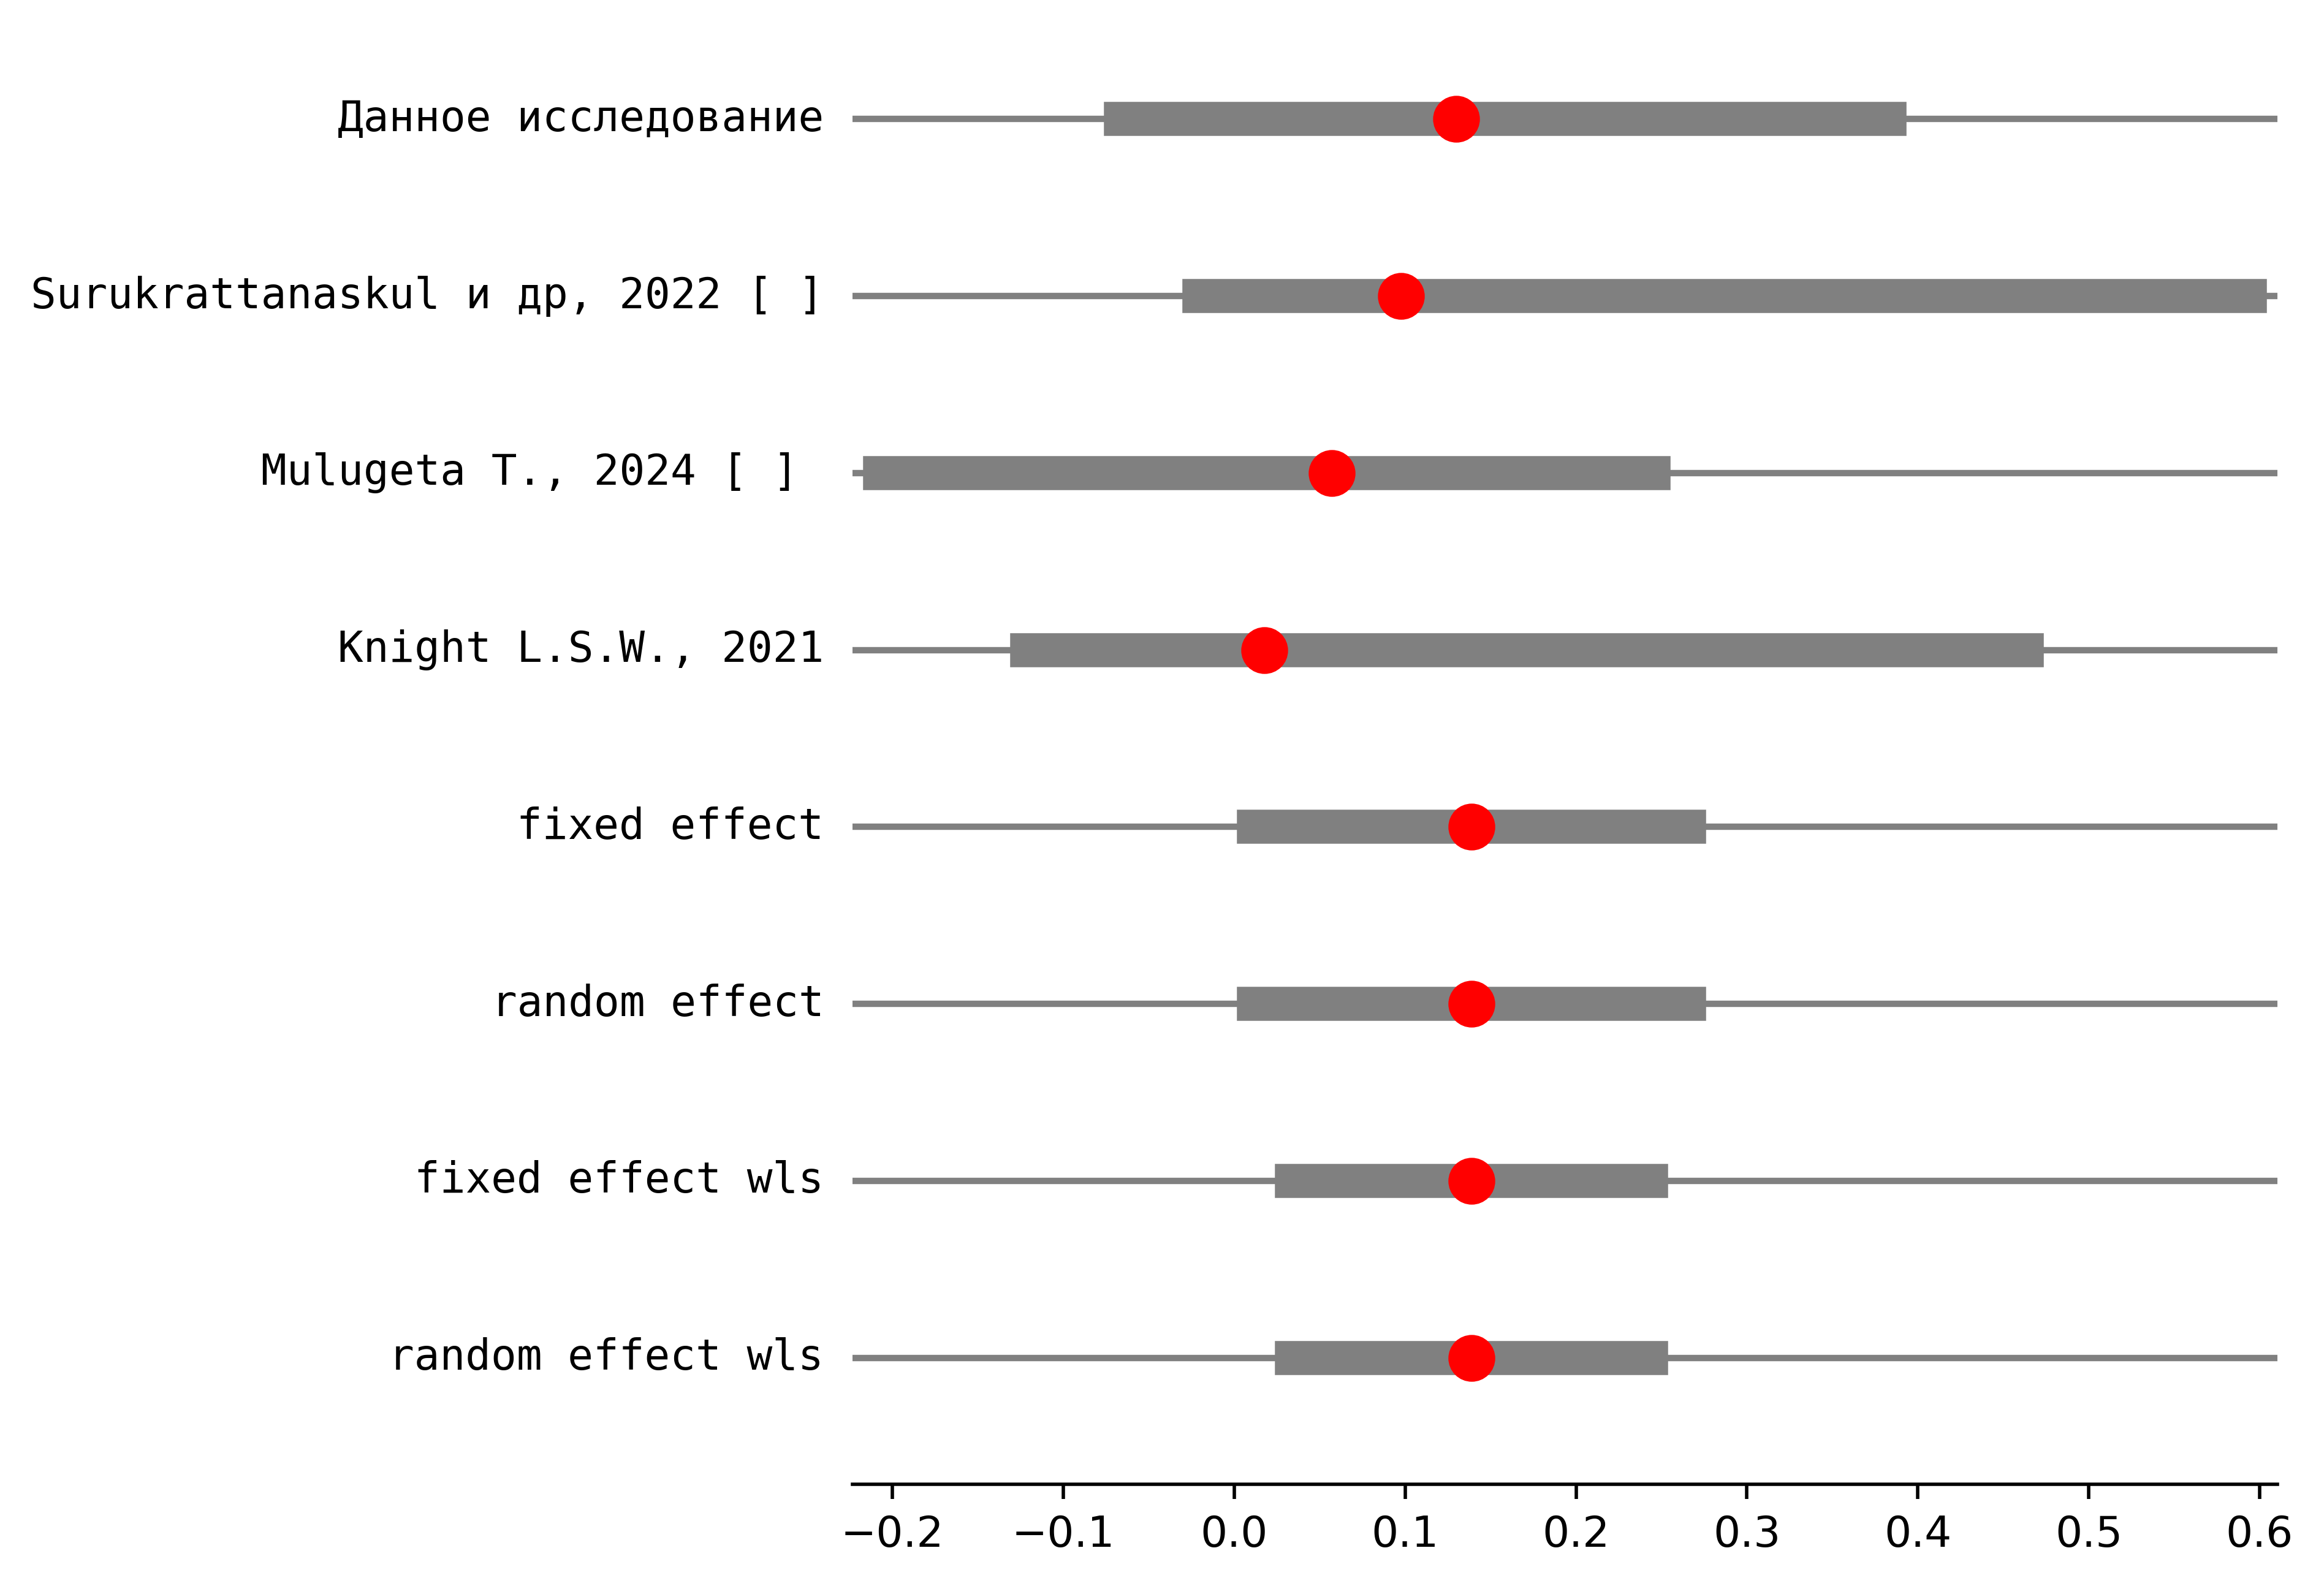 Данное исследование
Surukrattanaskul и др, 2022 [ ]
Mulugeta T., 2024 [ ]
Knight L.S.W., 2021
fixed effect
random effect
fixed effect wls
random effect wls
−0.2 −0.1 0.0 0.1 0.2 0.3 0.4 0.5 0.6